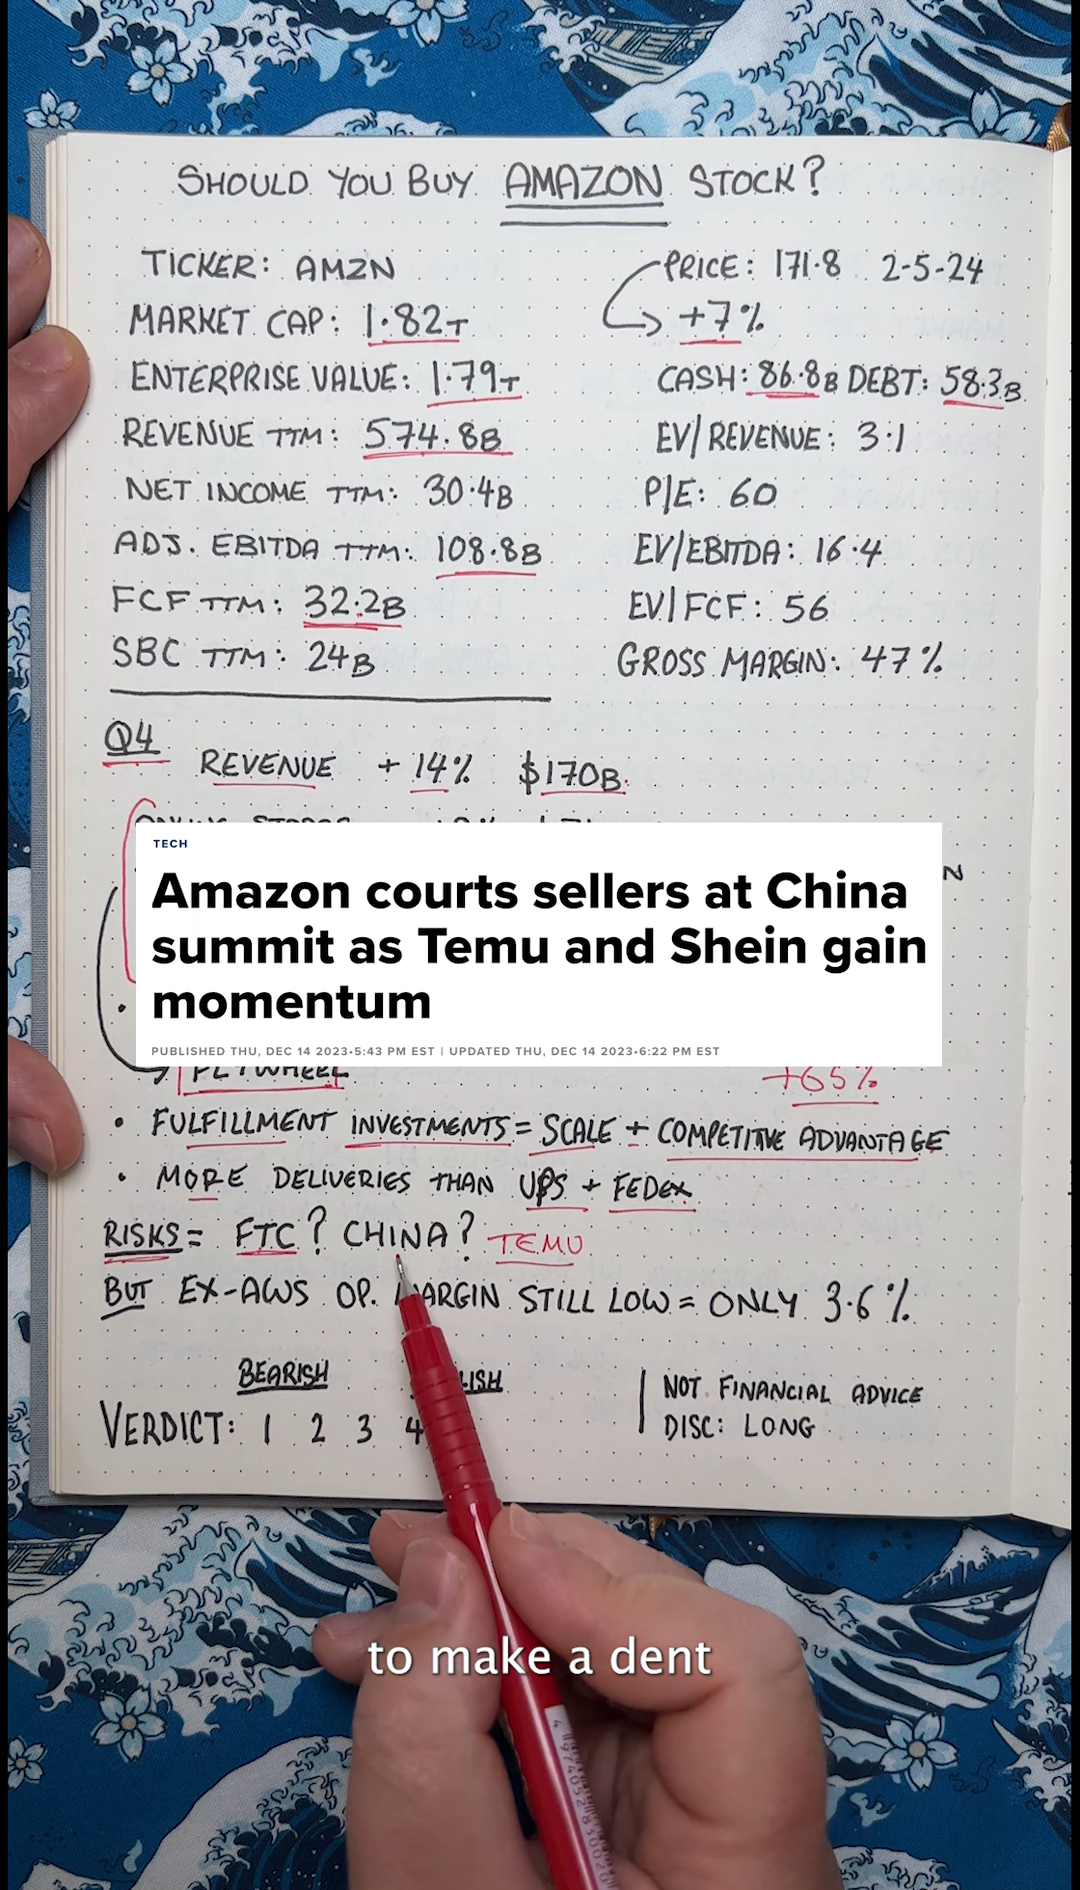 SHOULD YOU BUY AMAZON STOCK?
TICKER: AMZN
PRICE: 171.8 2-5-24
MARKET CAP: 1.82T
+7%
ENTERPRISE VALUE: 1.79T
CASH: 86.8B DEBT: 58.3B
REVENUE TTM: 574.8B
EV/REVENUE: 3.1
NET INCOME TTM: 30.4B
P/E: 60
ADJ. EBITDA TTM: 108.8B
EV/EBITDA: 16.4
FCF TTM: 32.2B
EV/FCF: 56
SBC TTM: 24B
GROSS MARGIN: 47%
Q4
REVENUE +14% $170B
TECH
Amazon courts sellers at China
summit as Temu and Shein gain
momentum
PUBLISHED THU, DEC 14 2023•5:43 PM EST | UPDATED THU, DEC 14 2023•6:22 PM EST
FLYWHEEL
+65%
• FULFILLMENT INVESTMENTS = SCALE + COMPETITIVE ADVANTAGE
• MORE DELIVERIES THAN UPS + FEDEX
RISKS = FTC? CHINA? TEMU
BUT EX-AWS OP. MARGIN STILL LOW = ONLY 3.6%
BEARISH
VERDICT: 1 2 3 4
NOT FINANCIAL ADVICE
DISC: LONG
to make a dent